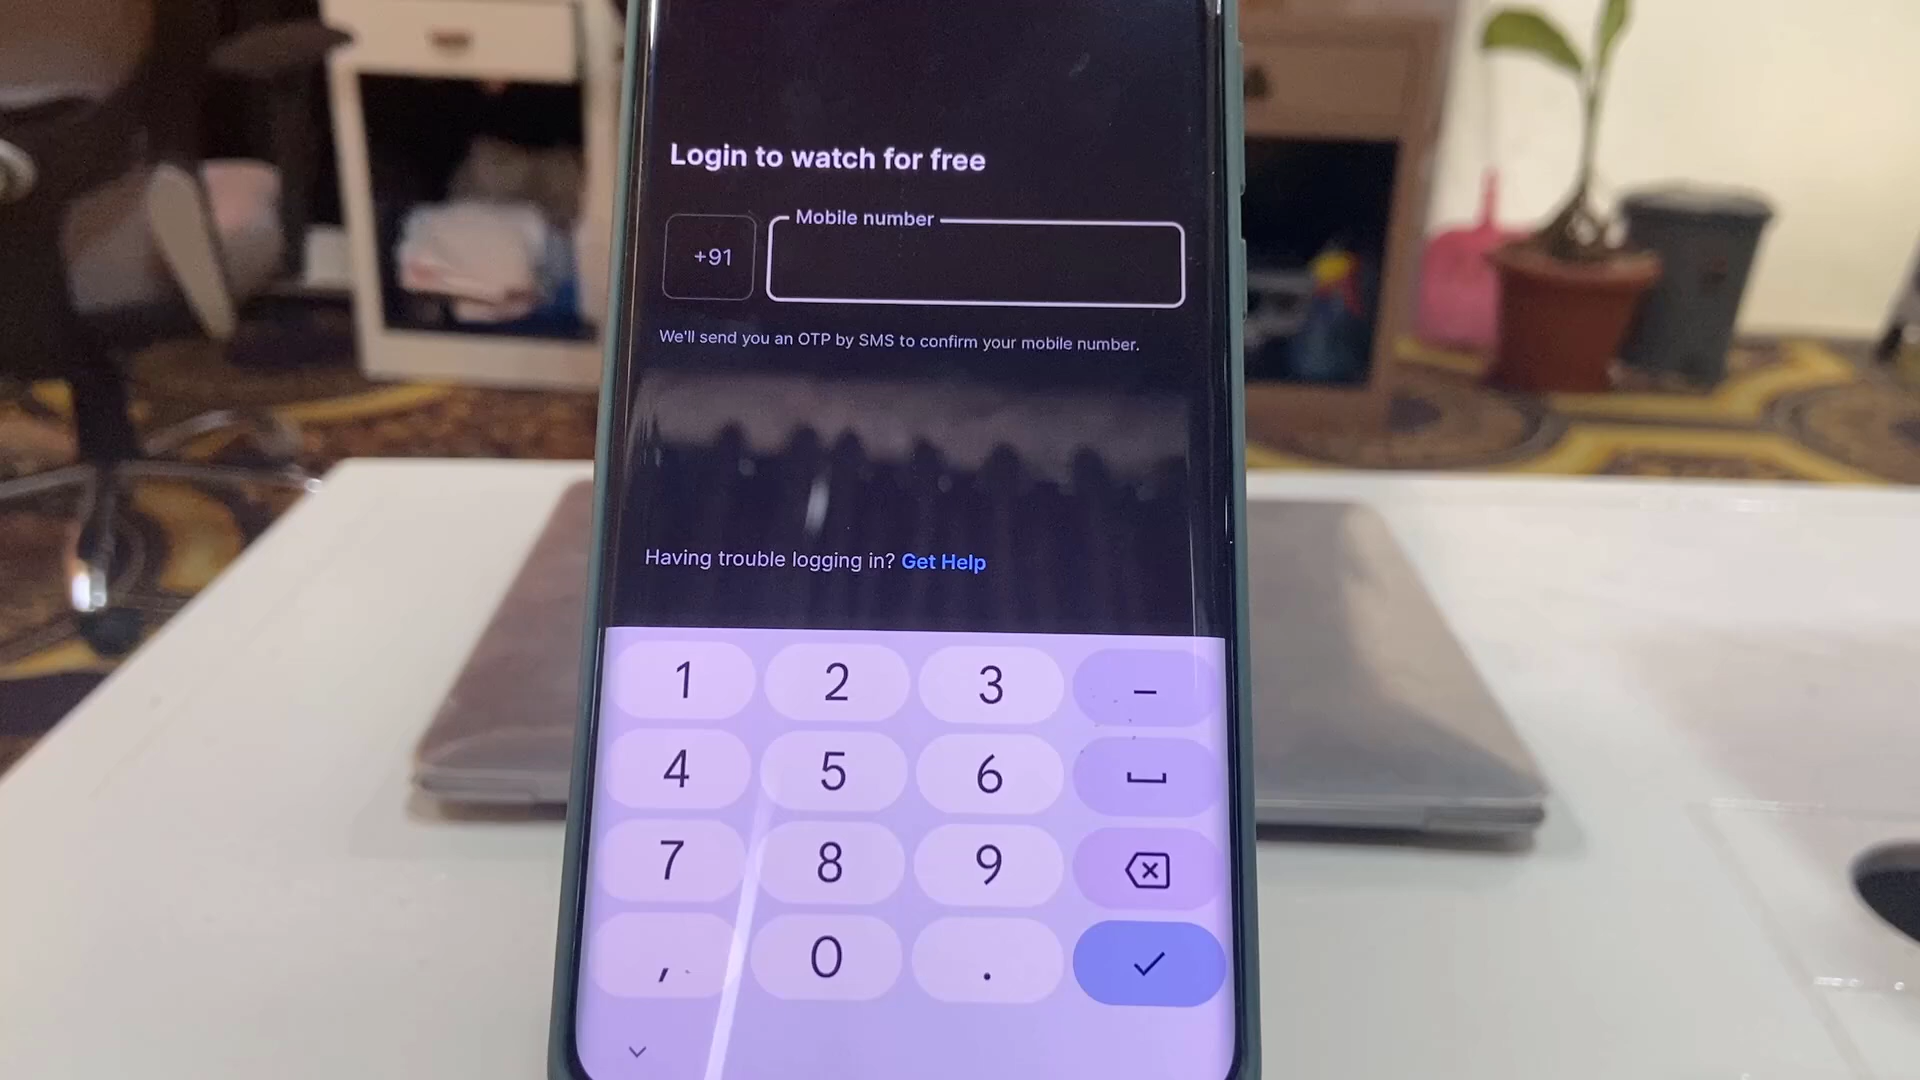 Login to watch for free
Mobile number
+91
We'll send you an OTP by SMS to confirm your mobile number.
Having trouble logging in? Get Help
1 2 3 –
4 5 6
7 8 9
, 0 .